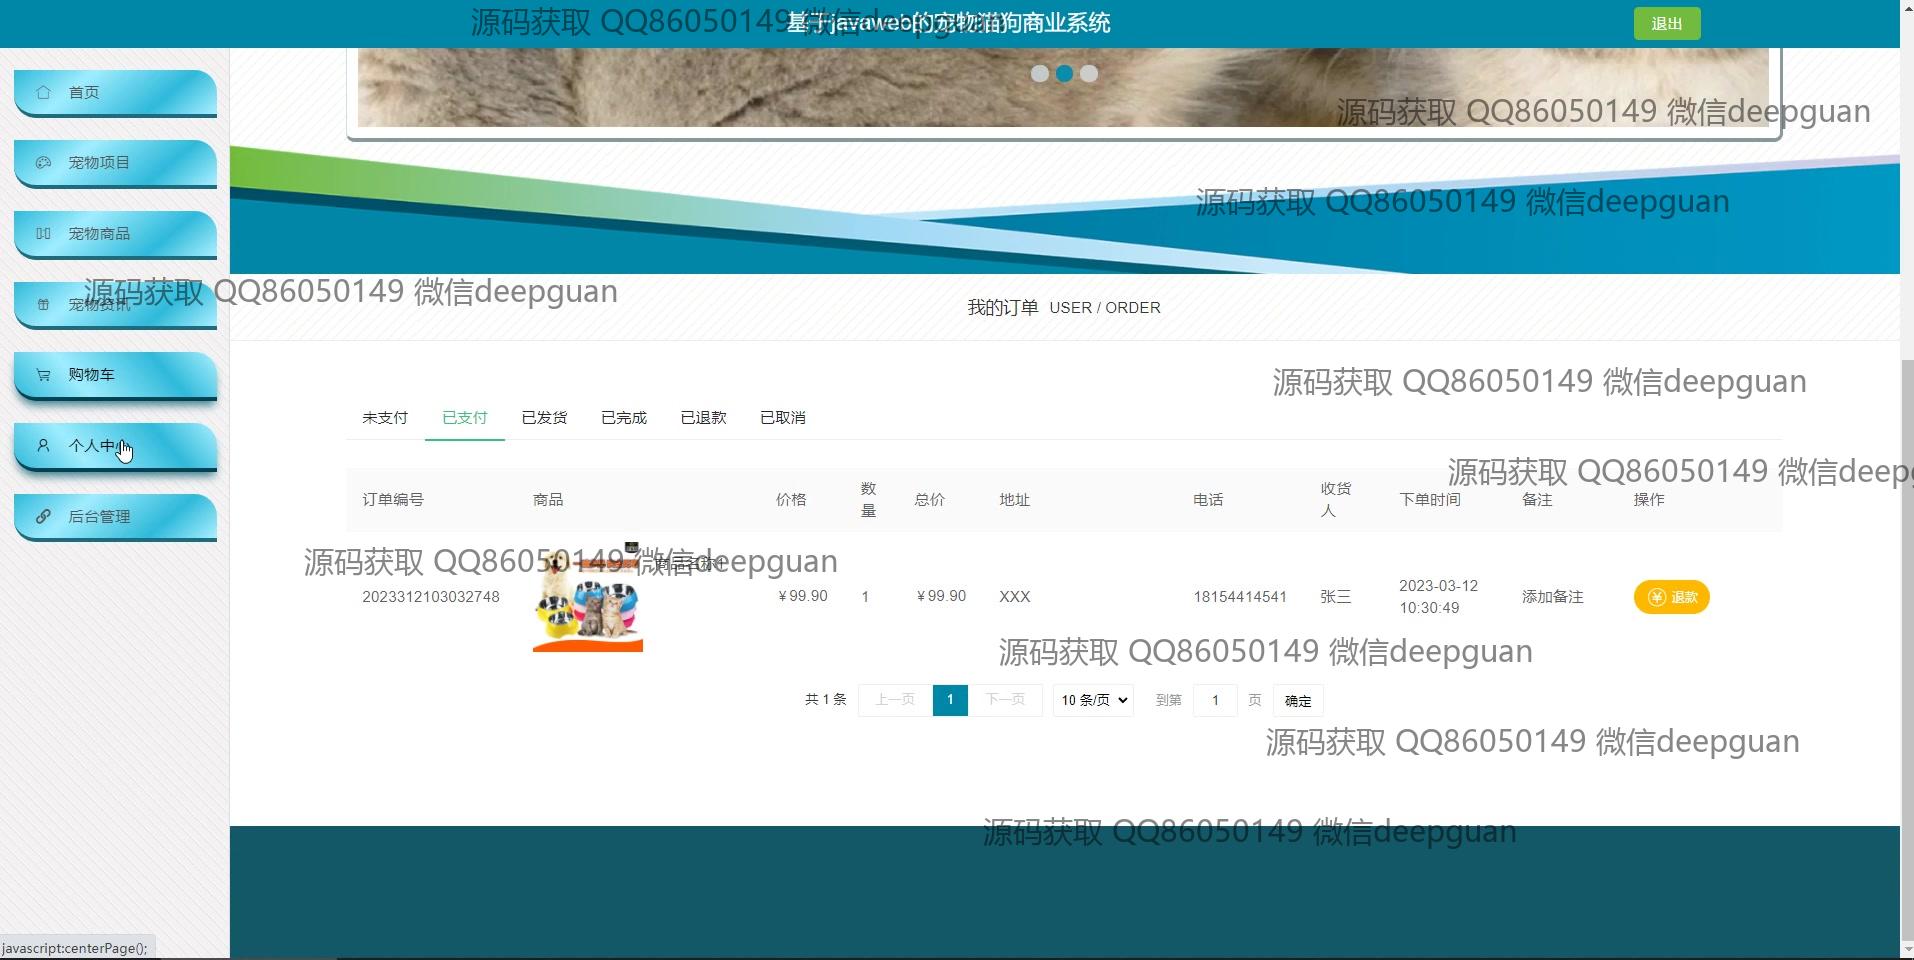 源码获取 QQ86050149 微信deepguan
基于javaweb的宠物猫狗商业系统
退出
首页
源码获取 QQ86050149 微信deepguan
宠物项目
源码获取 QQ86050149 微信deepguan
宠物商品
源码获取 QQ86050149 微信deepguan
宠物资讯
我的订单 USER / ORDER
购物车
源码获取 QQ86050149 微信deepguan
未支付 已支付 已发货 已完成 已退款 已取消
个人中心
源码获取 QQ86050149 微信deep
订单编号 商品 价格 数量 总价 地址 电话 收货人 下单时间 备注 操作
后台管理
源码获取 QQ86050149 微信deepguan
商品名称1
2023312103032748 ￥99.90 1 ￥99.90 XXX 18154414541 张三 2023-03-12 10:30:49 添加备注 退款
源码获取 QQ86050149 微信deepguan
共 1 条 上一页 1 下一页 10 条/页 到第 1 页 确定
源码获取 QQ86050149 微信deepguan
源码获取 QQ86050149 微信deepguan
javascript:centerPage();